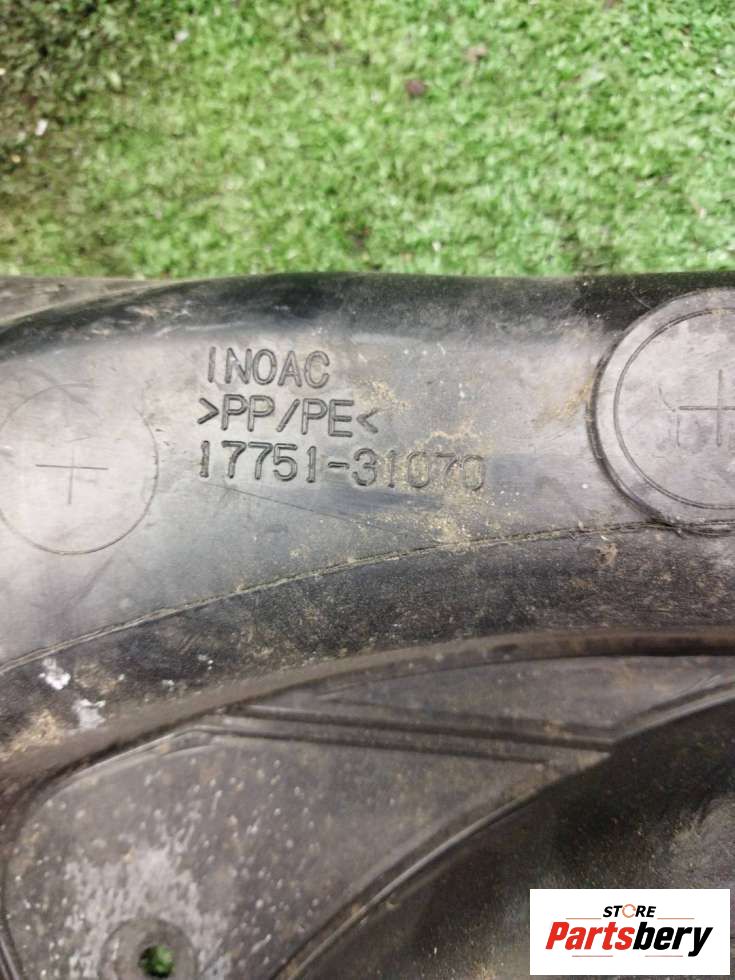 INOAC
>PP/PE<
17751-31070
STORE
Partsbery